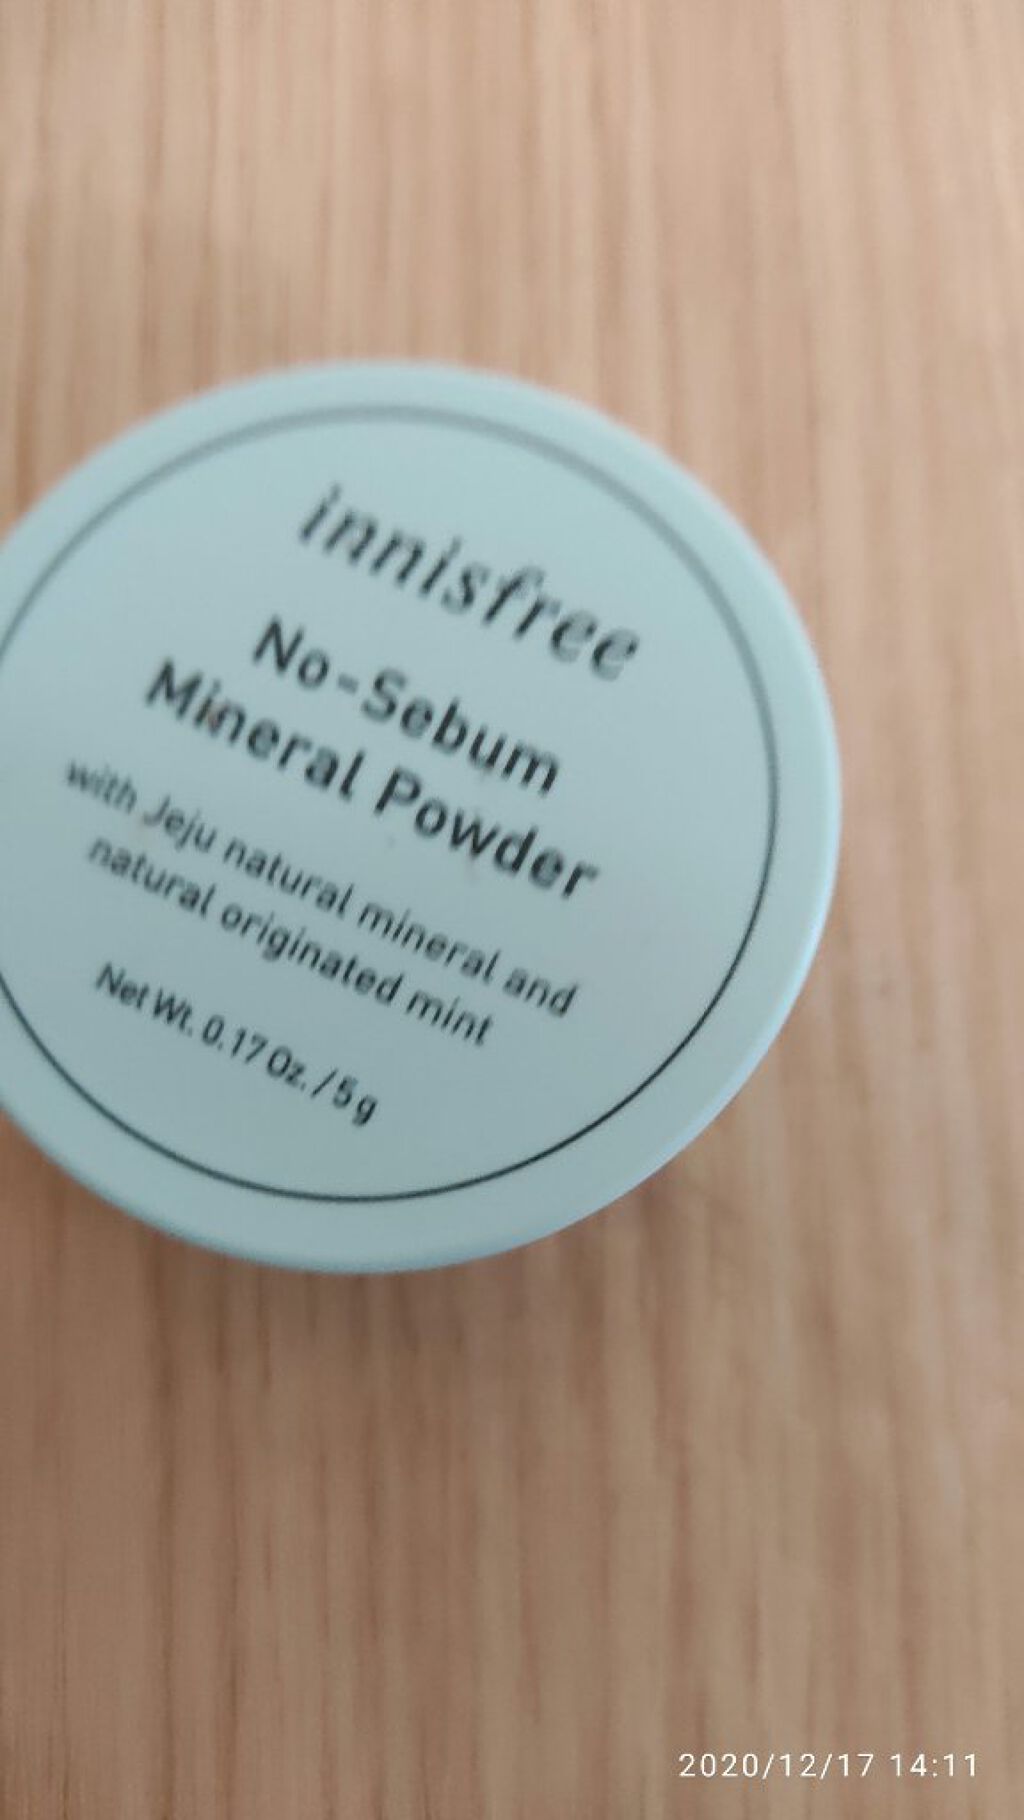 innisfree
No-Sebum
Mineral Powder
with Jeju natural mineral and
natural originated mint
Net Wt. 0.17 Oz. / 5 g
2020/12/17 14:11